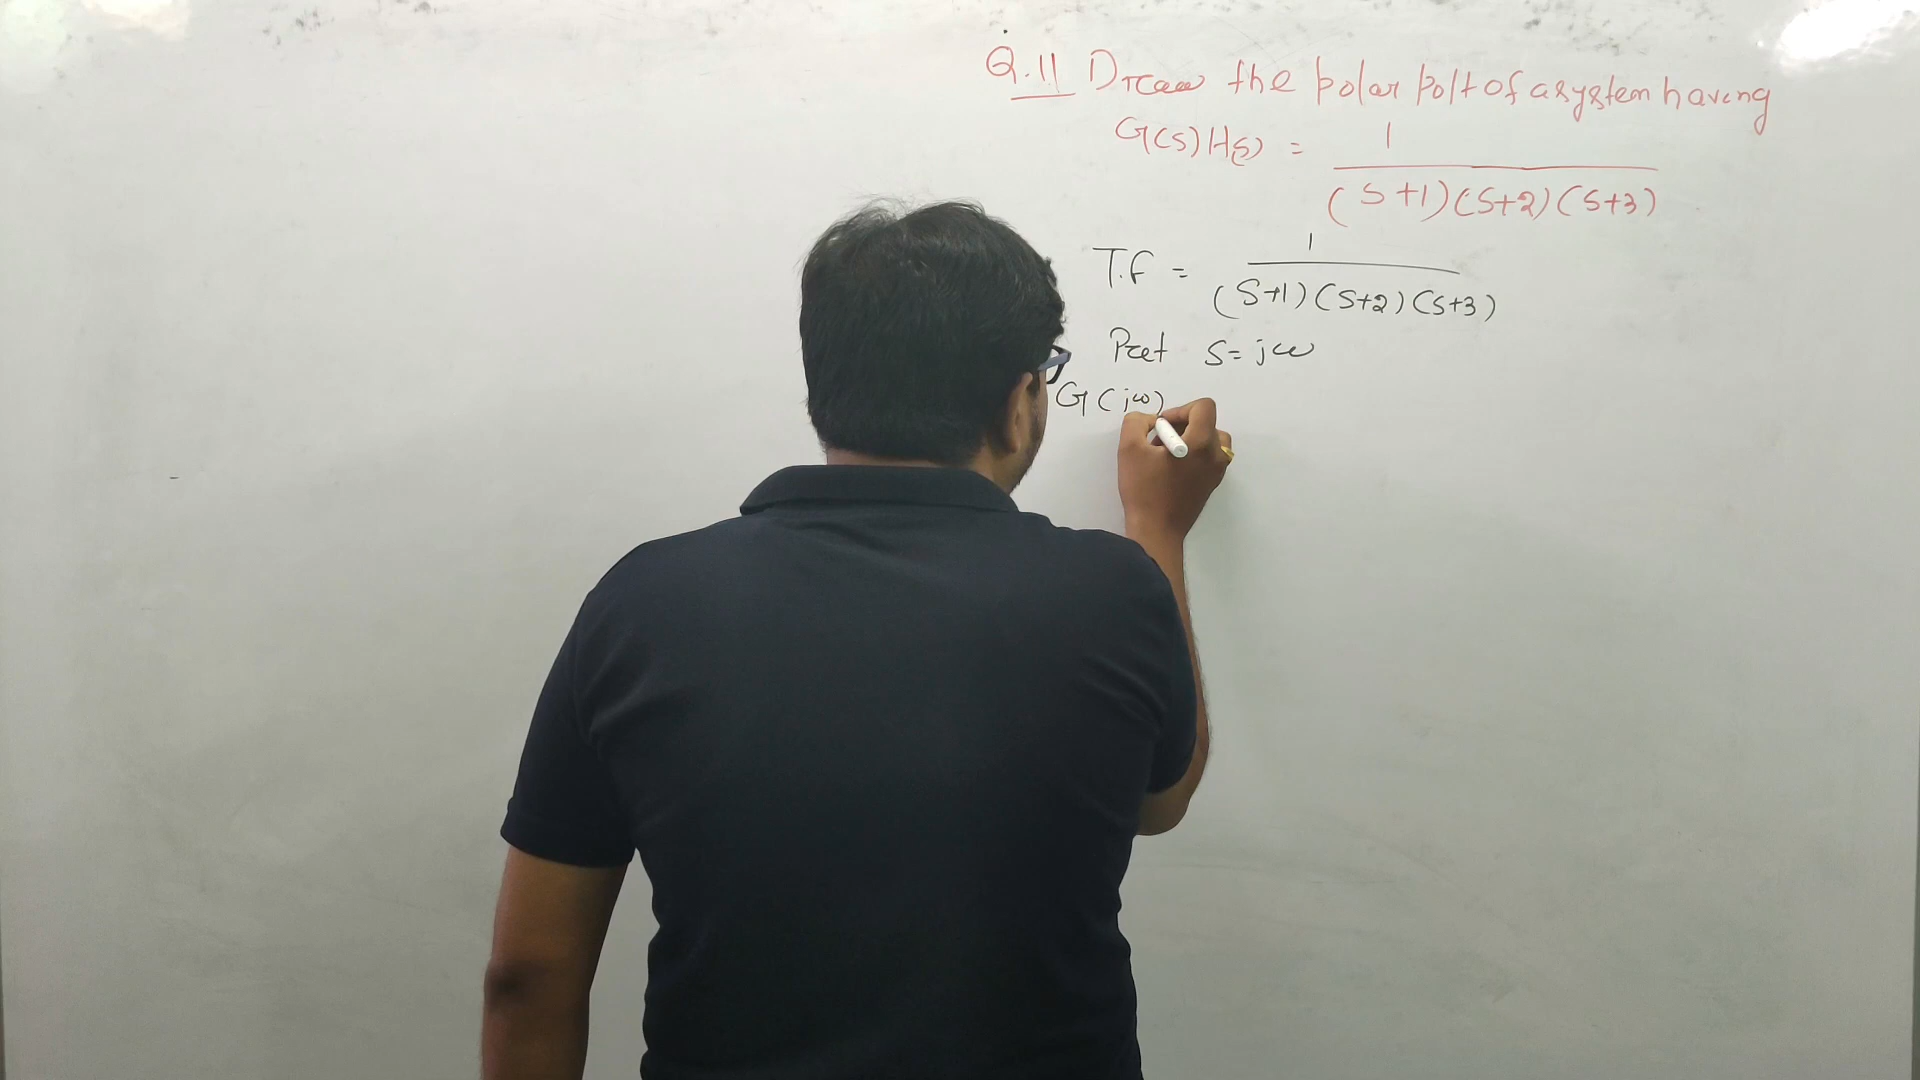 Q.11 Draw the polar polt of a system having
G(s)H(s) = 1
(s+1)(s+2)(s+3)
T.f = 1
(s+1)(s+2)(s+3)
Put s=jω
G(jω)